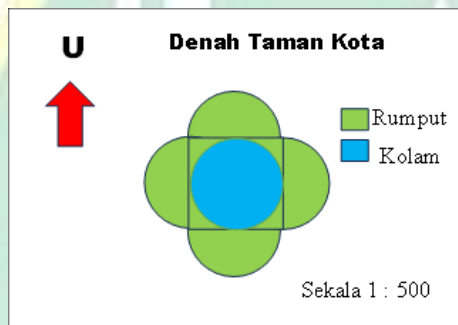 U
Denah Taman Kota
Rumput
Kolam
Sekala 1 : 500